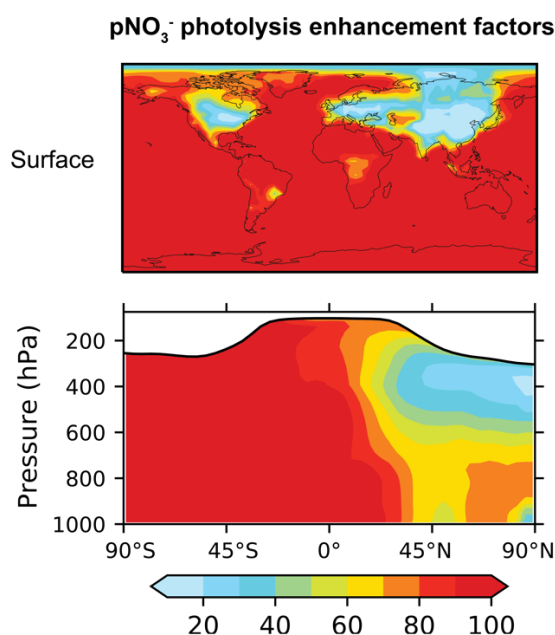 pNO₃⁻ photolysis enhancement factors
Surface
Pressure (hPa)
200
400
600
800
1000
90°S 45°S 0° 45°N 90°N
20 40 60 80 100